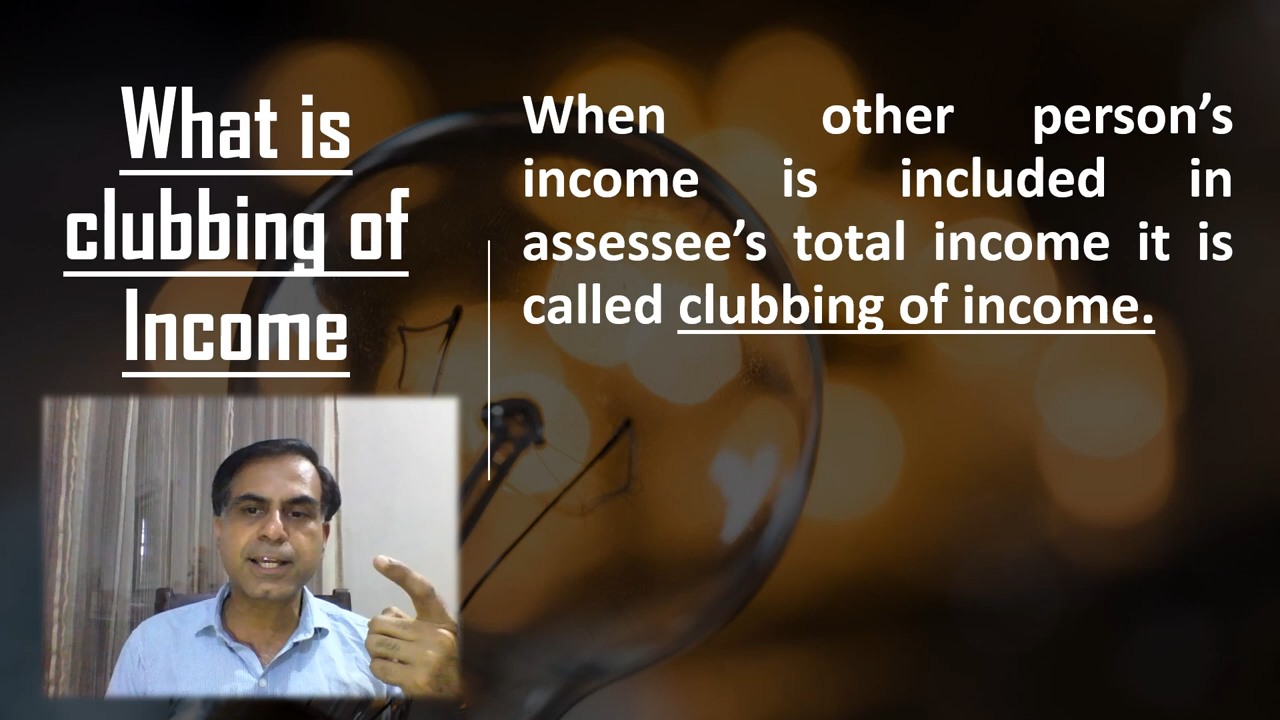 What is
clubbing of
Income
When other person’s
income is included in
assessee’s total income it is
called clubbing of income.